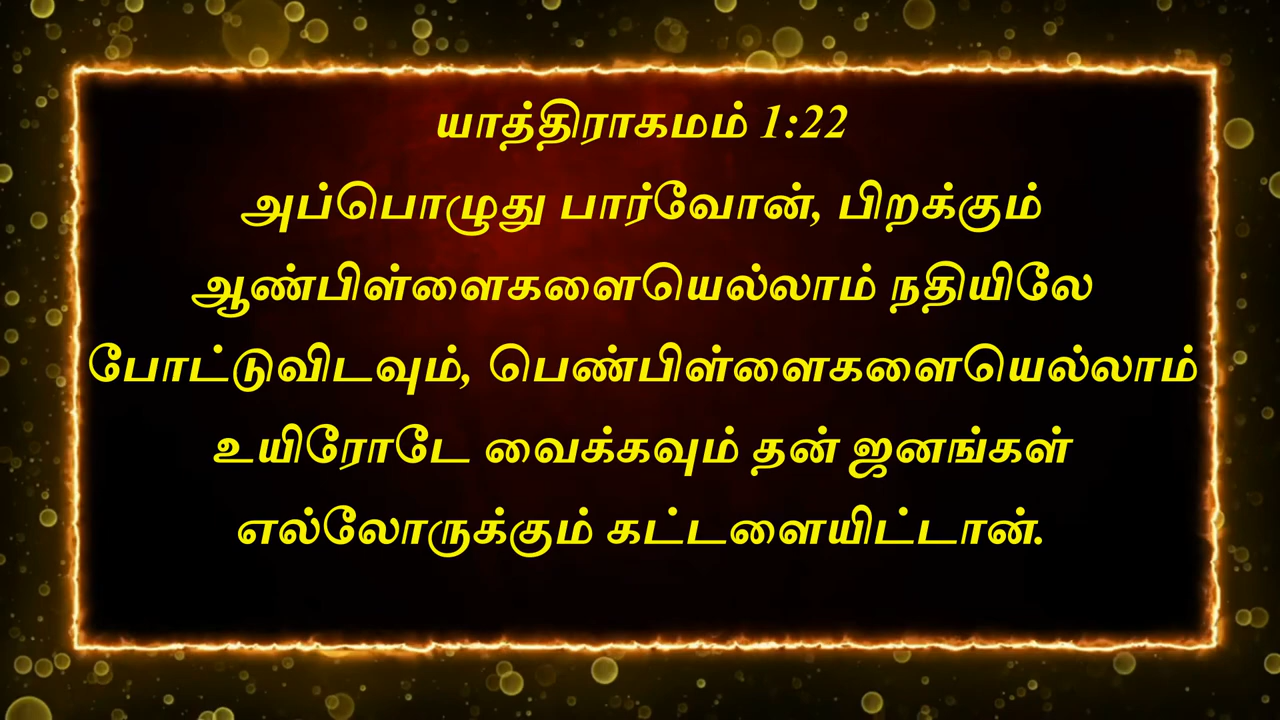 யாத்திராகமம் 1:22
அப்பொழுது பார்வோன், பிறக்கும்
ஆண்பிள்ளைகளையெல்லாம் நதியிலே
போட்டுவிடவும், பெண்பிள்ளைகளையெல்லாம்
உயிரோடே வைக்கவும் தன் ஜனங்கள்
எல்லோருக்கும் கட்டளையிட்டான்.